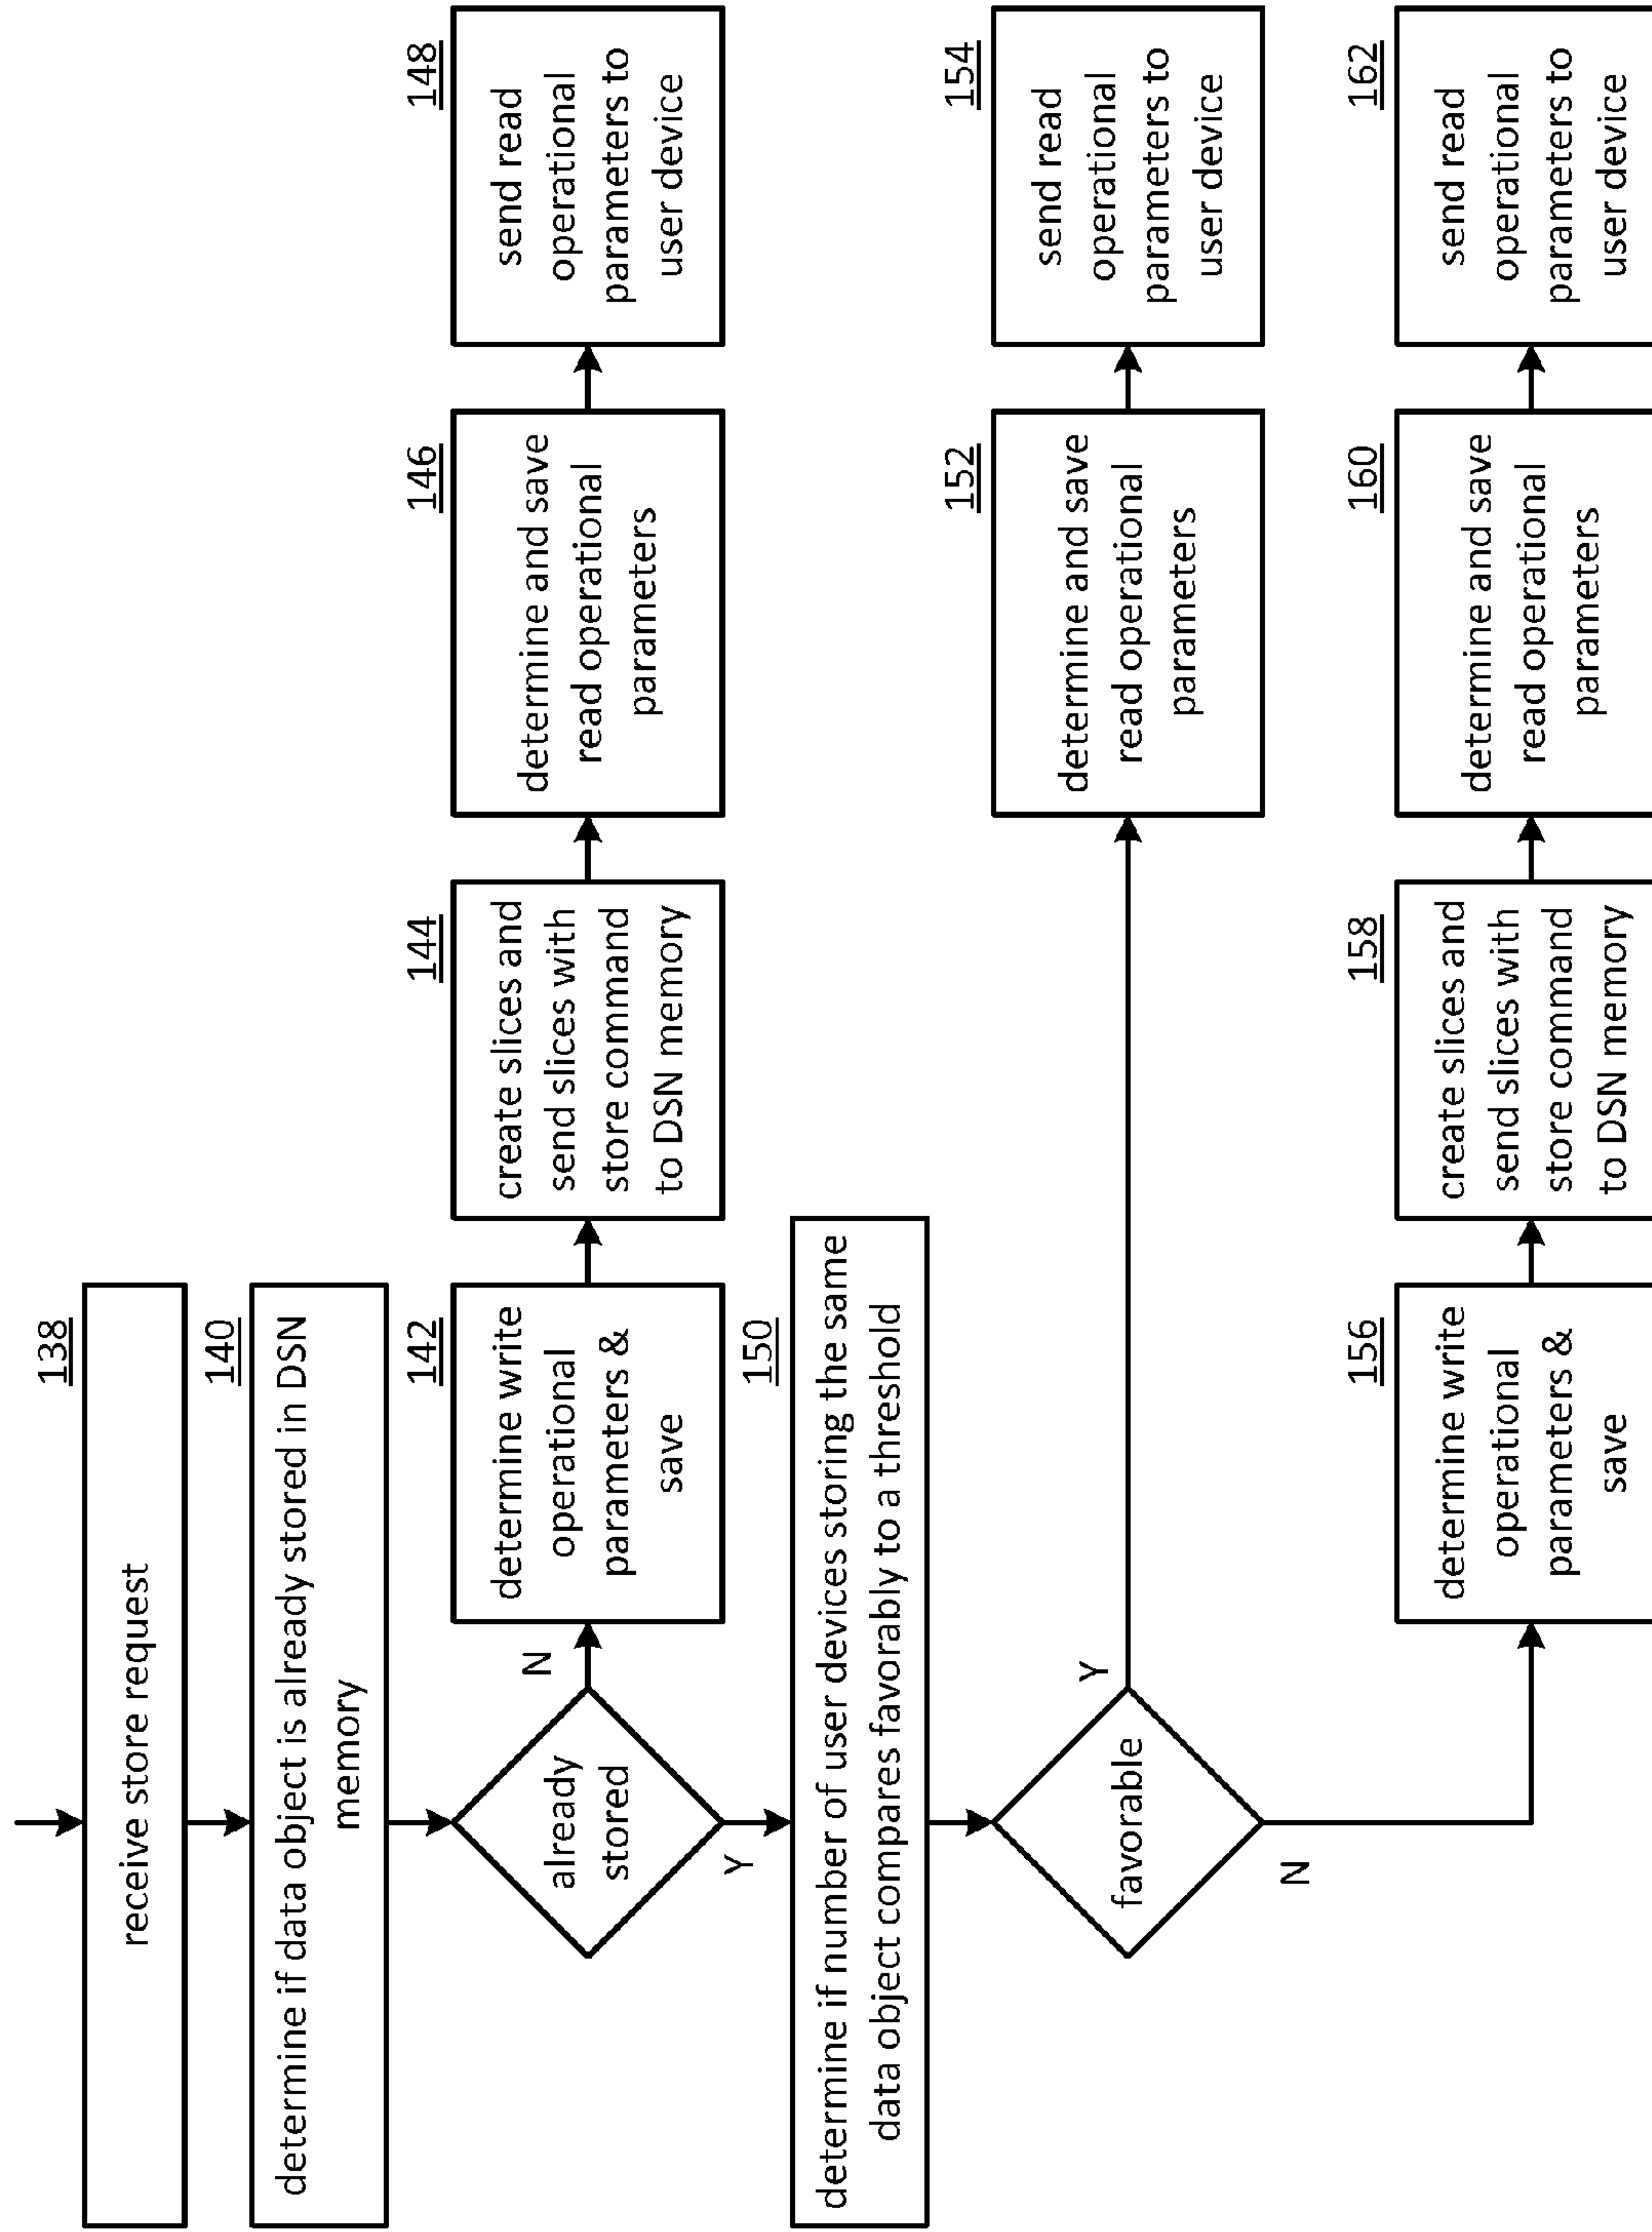 138
receive store request
140
determine if data object is already stored in DSN
memory
already
stored
N
Y
142
determine write
operational
parameters &
save
144
create slices and
send slices with
store command
to DSN memory
146
determine and save
read operational
parameters
148
send read
operational
parameters to
user device
150
determine if number of user devices storing the same
data object compares favorably to a threshold
favorable
Y
N
152
determine and save
read operational
parameters
154
send read
operational
parameters to
user device
156
determine write
operational
parameters &
save
158
create slices and
send slices with
store command
to DSN memory
160
determine and save
read operational
parameters
162
send read
operational
parameters to
user device